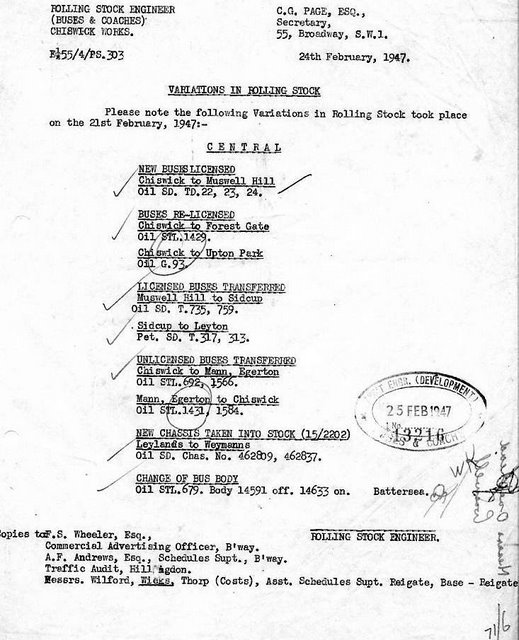 ROLLING STOCK ENGINEER
(BUSES & COACHES)
CHISWICK WORKS.
C.G. PAGE, ESQ.,
Secretary,
55, Broadway, S.W.1.
24th February, 1947.
VARIATIONS IN ROLLING STOCK
Please note the following Variations in Rolling Stock took place
on the 21st February, 1947:-
CENTRAL
NEW BUSES LICENSED
Chiswick to Muswell Hill
Oil SD. TD.22, 23, 24.
BUSES RE-LICENSED
Chiswick to Forest Gate
Oil STL.1429.
Chiswick to Upton Park
Oil G.93.
LICENSED BUSES TRANSFERRED
Muswell Hill to Sidcup
Oil SD. T.735, 759.
Sidcup to Leyton
Pet. SD. T.317, 313.
UNLICENSED BUSES TRANSFERRED
Chiswick to Mann, Egerton
Oil STL.692, 1566.
Mann, Egerton to Chiswick
Oil STL.1431, 1584.
NEW CHASSIS TAKEN INTO STOCK (15/2202)
Leylands to Weymanns
Oil SD. Chas. No. 462809, 462837.
CHANGE OF BUS BODY
Oil STL.679. Body 14591 off. 14633 on. Battersea.
ENGR. (DEVELOPMENT)
25 FEB 1947
13216
COACH
ROLLING STOCK ENGINEER.
Copies to F.S. Wheeler, Esq.,
Commercial Advertising Officer, B'way.
A.F. Andrews, Esq., Schedules Supt., B'way.
Traffic Audit, Hillingdon.
Messrs. Wilford, Wicks, Thorp (Costs), Asst. Schedules Supt. Reigate, Base - Reigate